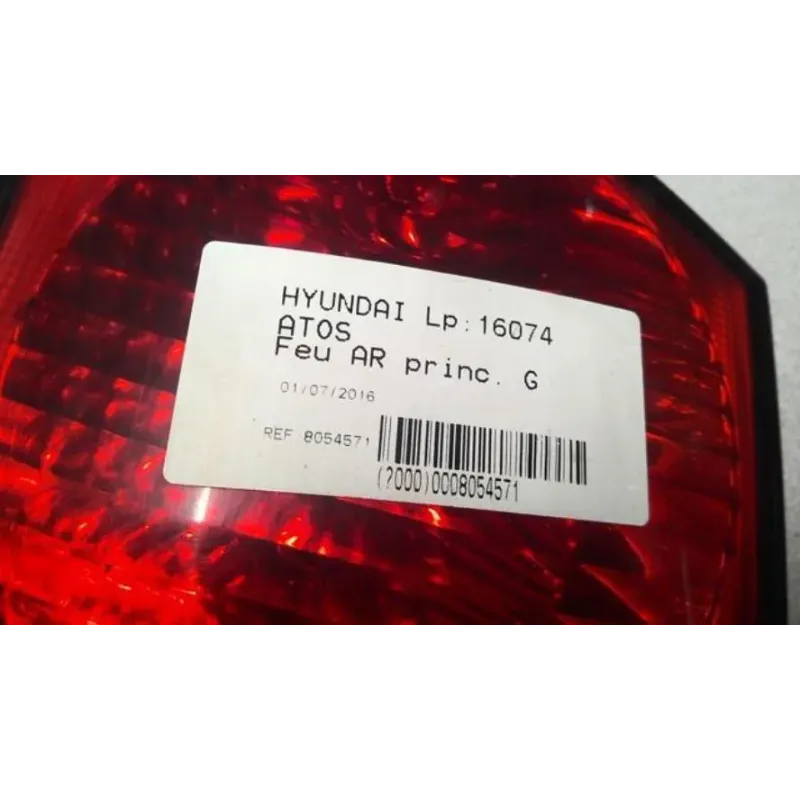 HYUNDAI Lp:16074
ATOS
Feu AR princ. G
01/07/2016
REF 8054571
(2000)0008054571